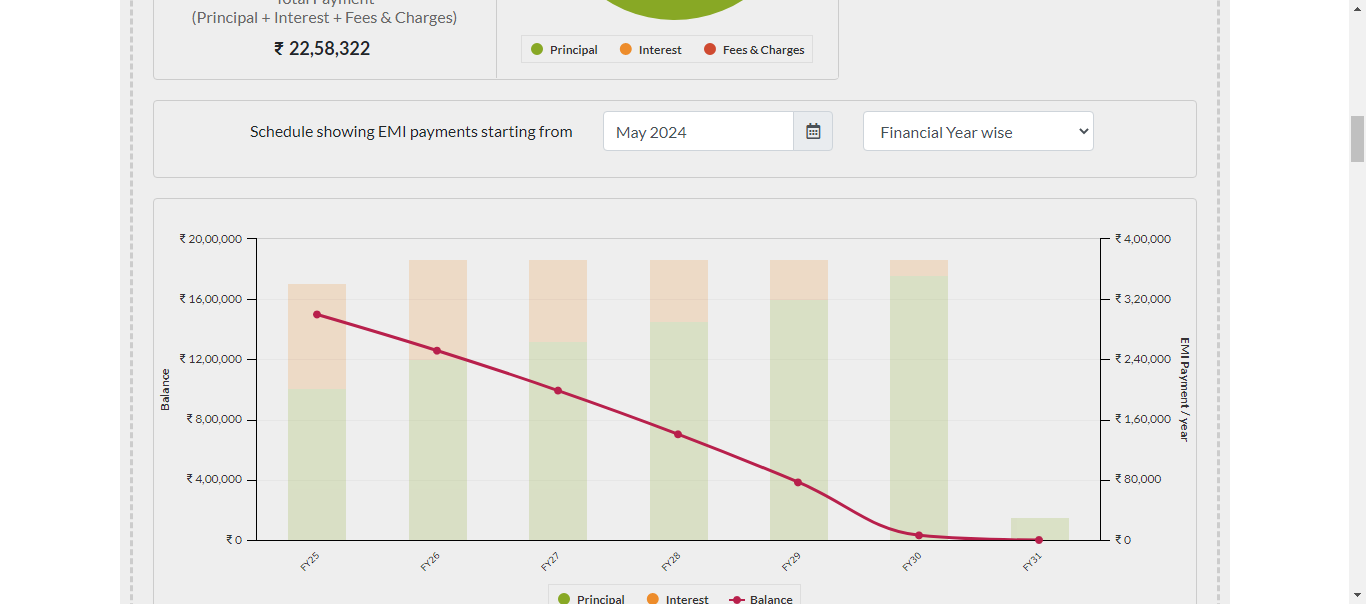 Total Payment
(Principal + Interest + Fees & Charges)
₹ 22,58,322
Principal Interest Fees & Charges
Schedule showing EMI payments starting from May 2024 Financial Year wise
₹ 20,00,000
₹ 16,00,000
₹ 12,00,000
₹ 8,00,000
₹ 4,00,000
₹ 0
Balance
₹ 4,00,000
₹ 3,20,000
₹ 2,40,000
₹ 1,60,000
₹ 80,000
₹ 0
EMI Payment / year
FY25 FY26 FY27 FY28 FY29 FY30 FY31
Principal Interest Balance